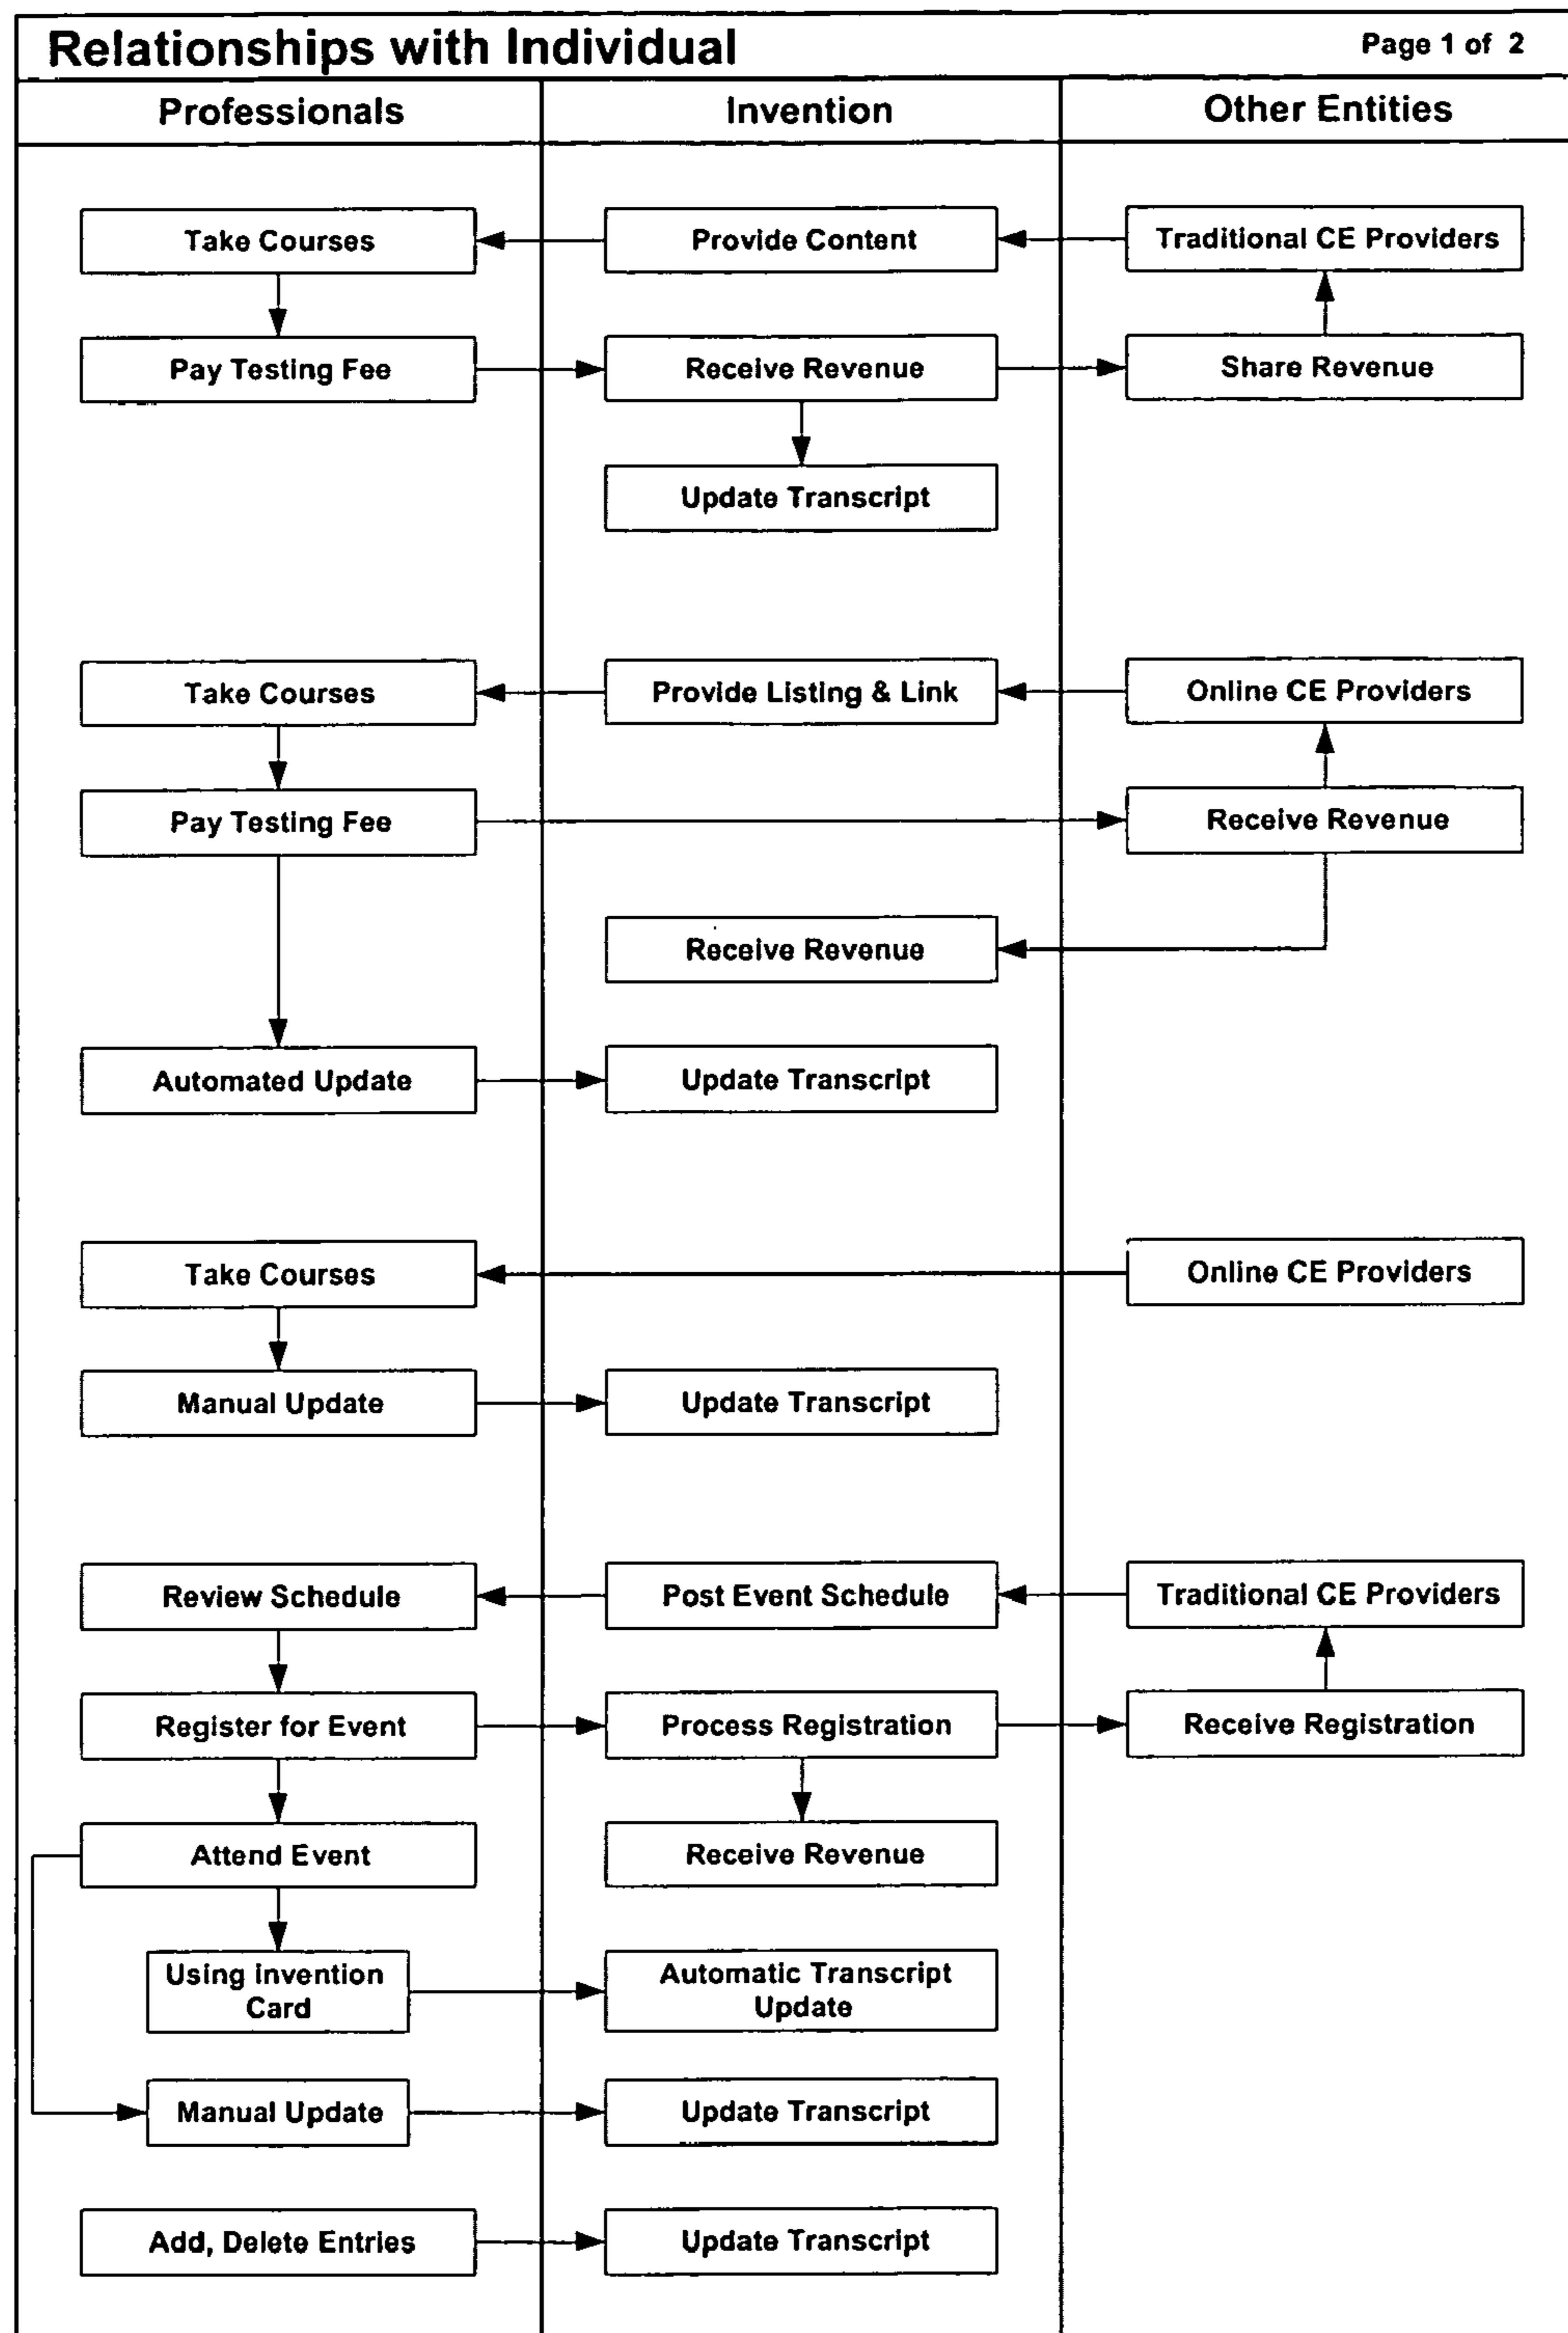 Relationships with Individual
Page 1 of 2
Professionals
Invention
Other Entities
Take Courses
Provide Content
Traditional CE Providers
Pay Testing Fee
Receive Revenue
Share Revenue
Update Transcript
Take Courses
Provide Listing & Link
Online CE Providers
Pay Testing Fee
Receive Revenue
Receive Revenue
Automated Update
Update Transcript
Take Courses
Online CE Providers
Manual Update
Update Transcript
Review Schedule
Post Event Schedule
Traditional CE Providers
Register for Event
Process Registration
Receive Registration
Attend Event
Receive Revenue
Using Invention
Card
Automatic Transcript
Update
Manual Update
Update Transcript
Add, Delete Entries
Update Transcript